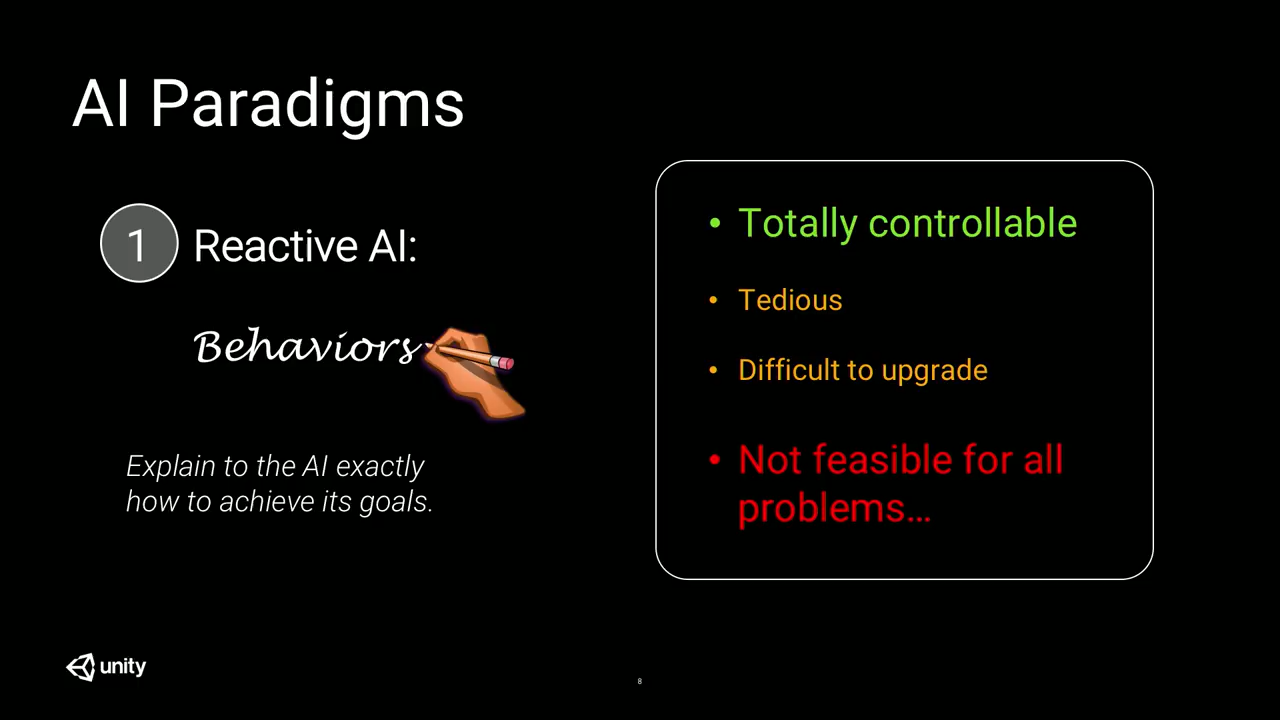 AI Paradigms
1 Reactive AI:
Behaviors
Explain to the AI exactly
how to achieve its goals.
• Totally controllable
• Tedious
• Difficult to upgrade
• Not feasible for all
problems…
unity
8